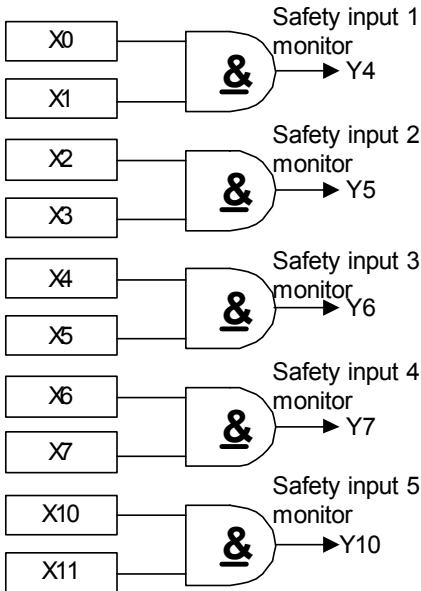 Safety input 1
monitor
X0
&
Y4
X1
Safety input 2
monitor
X2
&
Y5
X3
Safety input 3
monitor
X4
&
Y6
X5
Safety input 4
monitor
X6
&
Y7
X7
Safety input 5
monitor
X10
&
Y10
X11